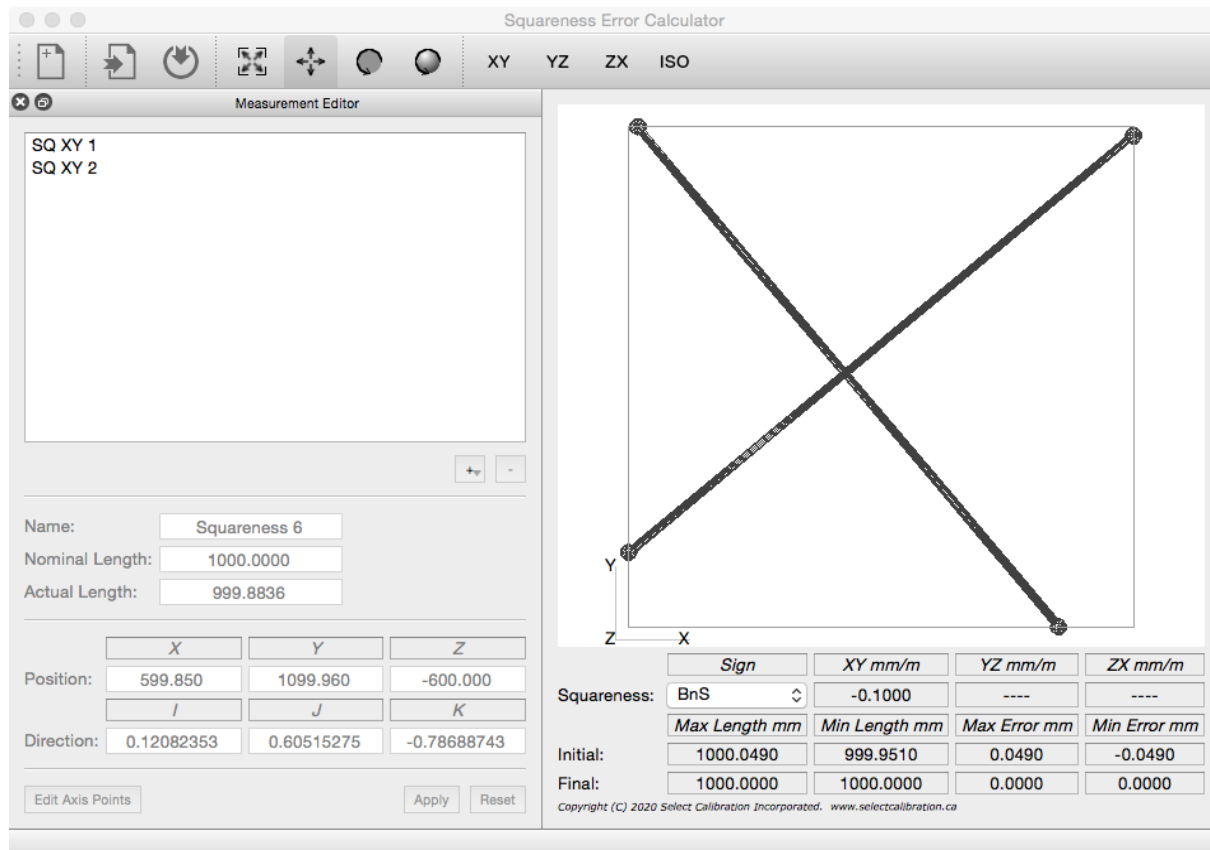 Squareness Error Calculator
XY YZ ZX ISO
Measurement Editor
SQ XY 1
SQ XY 2
+ -
Name: Squareness 6
Nominal Length: 1000.0000
Actual Length: 999.8836
X Y Z
Position: 599.850 1099.960 -600.000
I J K
Direction: 0.12082353 0.60515275 -0.78688743
Edit Axis Points Apply Reset
Y
Z X
Sign XY mm/m YZ mm/m ZX mm/m
Squareness: BnS -0.1000 ---- ----
Max Length mm Min Length mm Max Error mm Min Error mm
Initial: 1000.0490 999.9510 0.0490 -0.0490
Final: 1000.0000 1000.0000 0.0000 0.0000
Copyright (C) 2020 Select Calibration Incorporated. www.selectcalibration.ca